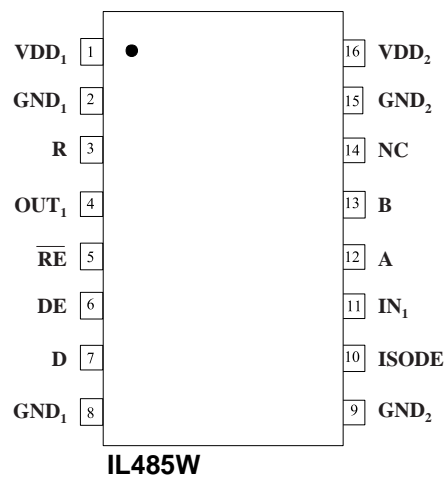 VDD₁ 1 16 VDD₂
GND₁ 2 15 GND₂
R 3 14 NC
OUT₁ 4 13 B
R̅E̅ 5 12 A
DE 6 11 IN₁
D 7 10 ISODE
GND₁ 8 9 GND₂
IL485W